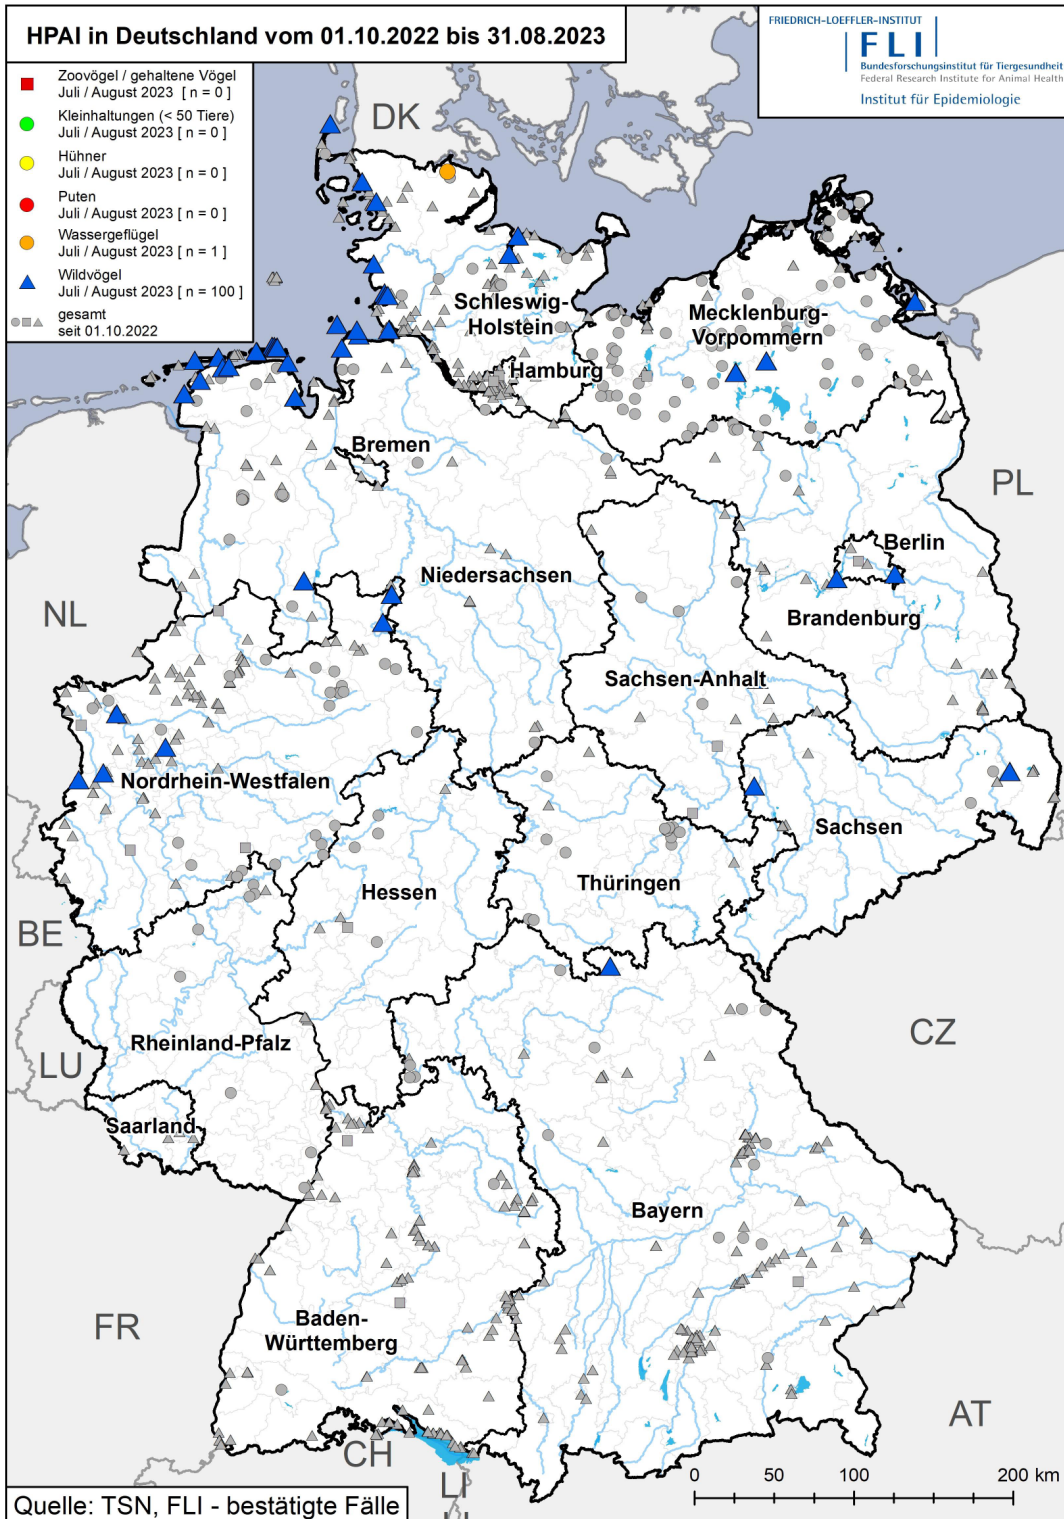 HPAI in Deutschland vom 01.10.2022 bis 31.08.2023
FRIEDRICH-LOEFFLER-INSTITUT
FLI
Bundesforschungsinstitut für Tiergesundheit
Federal Research Institute for Animal Health
Institut für Epidemiologie
Zoovögel / gehaltene Vögel
Juli / August 2023 [ n = 0 ]
Kleinhaltungen (< 50 Tiere)
Juli / August 2023 [ n = 0 ]
Hühner
Juli / August 2023 [ n = 0 ]
Puten
Juli / August 2023 [ n = 0 ]
Wassergeflügel
Juli / August 2023 [ n = 1 ]
Wildvögel
Juli / August 2023 [ n = 100 ]
gesamt
seit 01.10.2022
DK
Schleswig-
Holstein
Mecklenburg-
Vorpommern
Hamburg
Bremen
PL
Berlin
Niedersachsen
NL
Brandenburg
Sachsen-Anhalt
Nordrhein-Westfalen
Sachsen
Thüringen
Hessen
BE
CZ
Rheinland-Pfalz
LU
Saarland
Bayern
FR
Baden-
Württemberg
AT
CH
LI
0 50 100 200 km
Quelle: TSN, FLI - bestätigte Fälle